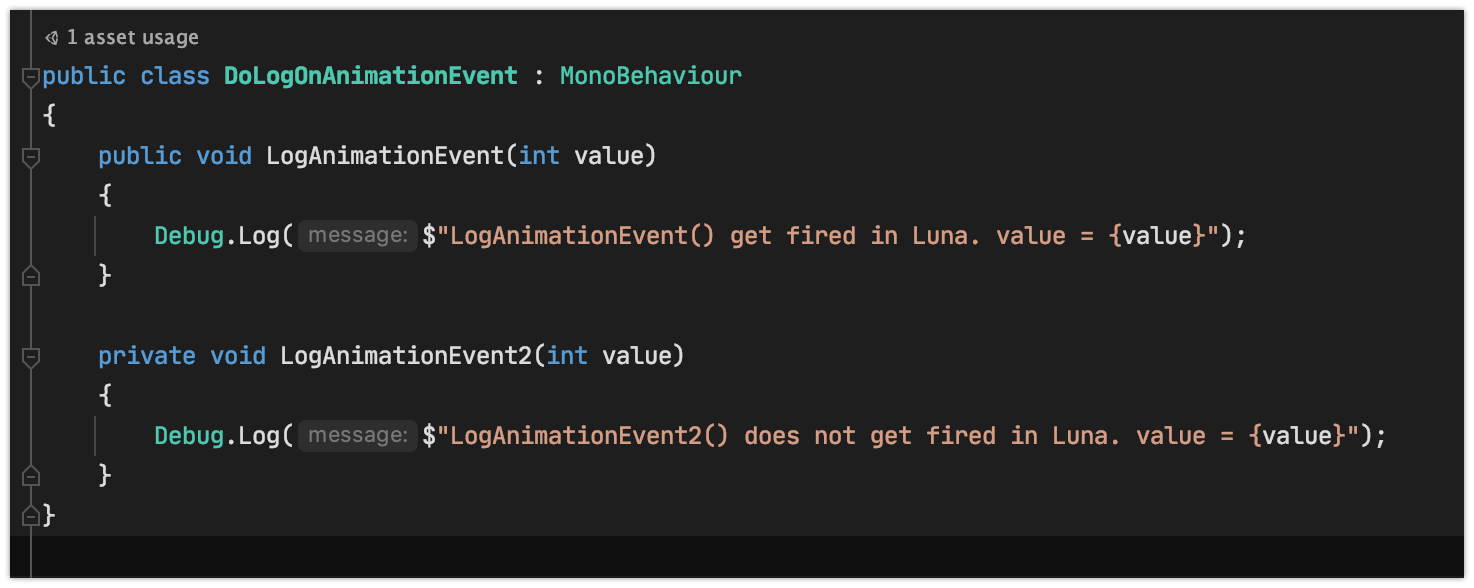 1 asset usage
public class DoLogOnAnimationEvent : MonoBehaviour
{
    public void LogAnimationEvent(int value)
    {
        Debug.Log( message: $"LogAnimationEvent() get fired in Luna. value = {value}");
    }

    private void LogAnimationEvent2(int value)
    {
        Debug.Log( message: $"LogAnimationEvent2() does not get fired in Luna. value = {value}");
    }
}